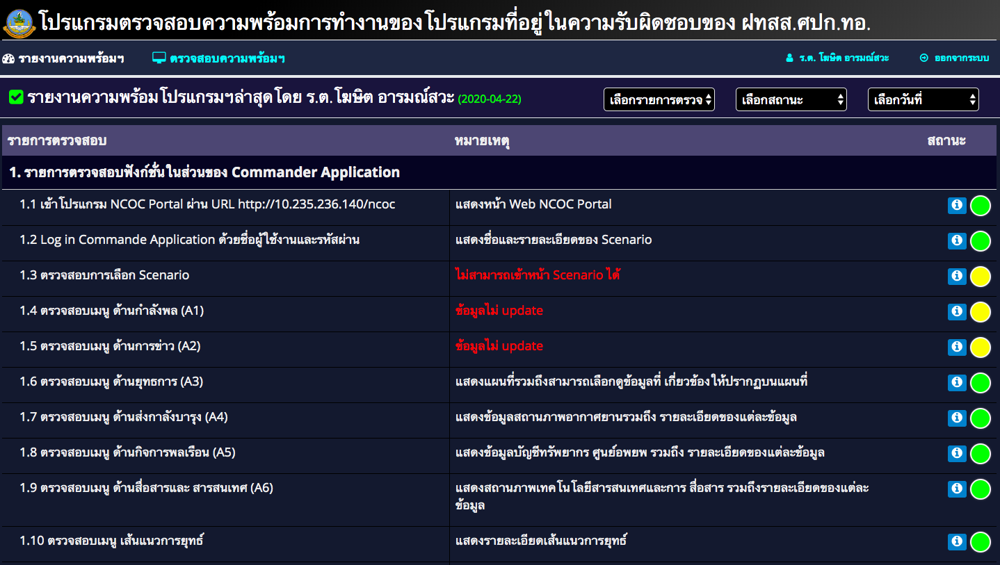 โปรแกรมตรวจสอบความพร้อมการทำงานของโปรแกรมที่อยู่ในความรับผิดชอบของ ฝทสส.ศปก.ทอ.
รายงานความพร้อมฯ ตรวจสอบความพร้อมฯ ร.ต. โฆษิต อารมณ์สวะ ออกจากระบบ
รายงานความพร้อมโปรแกรมฯล่าสุดโดย ร.ต.โฆษิต อารมณ์สวะ (2020-04-22) เลือกรายการตรวจ เลือกสถานะ เลือกวันที่
รายการตรวจสอบ หมายเหตุ สถานะ
1. รายการตรวจสอบฟังก์ชั่นในส่วนของ Commander Application
1.1 เข้าโปรแกรม NCOC Portal ผ่าน URL http://10.235.236.140/ncoc แสดงหน้า Web NCOC Portal
1.2 Log in Commande Application ด้วยชื่อผู้ใช้งานและรหัสผ่าน แสดงชื่อและรายละเอียดของ Scenario
1.3 ตรวจสอบการเลือก Scenario ไม่สามารถเข้าหน้า Scenario ได้
1.4 ตรวจสอบเมนู ด้านกำลังพล (A1) ข้อมูลไม่ update
1.5 ตรวจสอบเมนู ด้านการข่าว (A2) ข้อมูลไม่ update
1.6 ตรวจสอบเมนู ด้านยุทธการ (A3) แสดงแผนที่รวมถึงสามารถเลือกดูข้อมูลที่ เกี่ยวข้องให้ปรากฏบนแผนที่
1.7 ตรวจสอบเมนู ด้านส่งกาลังบารุง (A4) แสดงข้อมูลสถานภาพอากาศยานรวมถึง รายละเอียดของแต่ละข้อมูล
1.8 ตรวจสอบเมนู ด้านกิจการพลเรือน (A5) แสดงข้อมูลบัญชีทรัพยากร ศูนย์อพยพ รวมถึง รายละเอียดของแต่ละข้อมูล
1.9 ตรวจสอบเมนู ด้านสื่อสารและ สารสนเทศ (A6) แสดงสถานภาพเทคโนโลยีสารสนเทศและการ สื่อสาร รวมถึงรายละเอียดของแต่ละ
ข้อมูล
1.10 ตรวจสอบเมนู เส้นแนวการยุทธ์ แสดงรายละเอียดเส้นแนวการยุทธ์